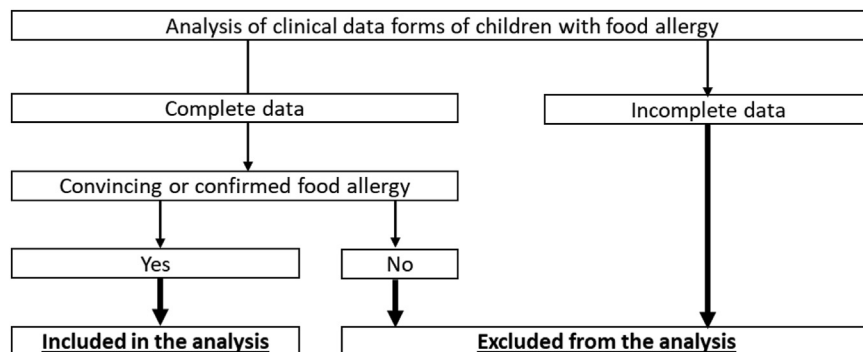 Analysis of clinical data forms of children with food allergy
Complete data
Incomplete data
Convincing or confirmed food allergy
Yes
No
Included in the analysis
Excluded from the analysis